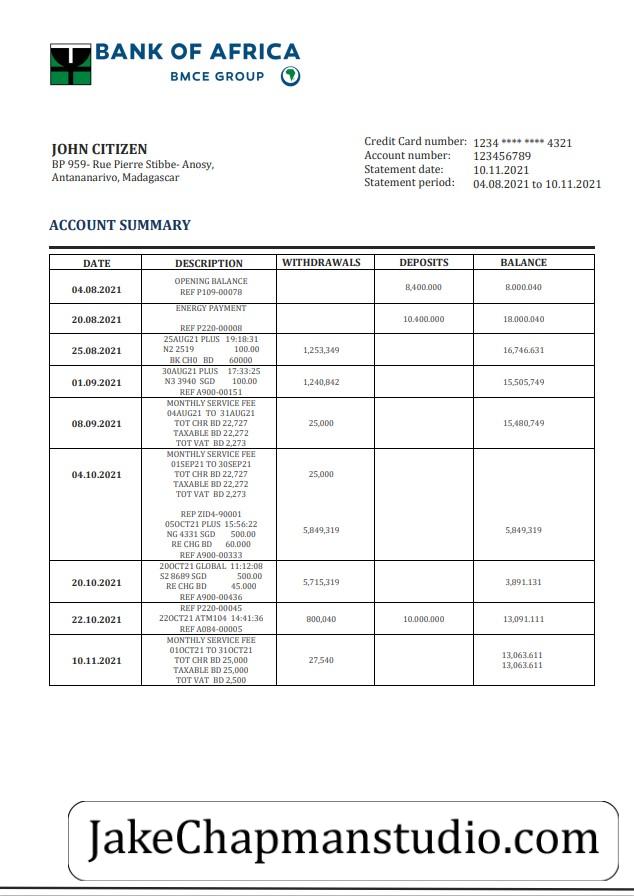 BANK OF AFRICA
BMCE GROUP
JOHN CITIZEN
BP 959- Rue Pierre Stibbe- Anosy,
Antananarivo, Madagascar
Credit Card number: 1234 **** **** 4321
Account number: 123456789
Statement date: 10.11.2021
Statement period: 04.08.2021 to 10.11.2021
ACCOUNT SUMMARY
DATE DESCRIPTION WITHDRAWALS DEPOSITS BALANCE
04.08.2021 OPENING BALANCE 8,400.000 8.000.040
REF P109-00078
20.08.2021 ENERGY PAYMENT 10.400.000 18.000.040
REF P220-00008
25.08.2021 25AUG21 PLUS 19:18:31 1,253,349 16,746.631
N2 2519 100.00
BK CH0 BD 60000
01.09.2021 30AUG21 PLUS 17:33:25 1,240,842 15,505,749
N3 3940 SGD 100.00
REF A900-00151
08.09.2021 MONTHLY SERVICE FEE 25,000 15,480,749
04AUG21 TO 31AUG21
TOT CHR BD 22,727
TAXABLE BD 22,272
TOT VAT BD 2,273
04.10.2021 MONTHLY SERVICE FEE 25,000
01SEP21 TO 30SEP21
TOT CHR BD 22,727
TAXABLE BD 22,272
TOT VAT BD 2,273
REP ZID4-90001
05OCT21 PLUS 15:56:22
NG 4331 SGD 500.00 5,849,319 5,849,319
RE CHG BD 60.000
REF A900-00333
20.10.2021 20OCT21 GLOBAL 11:12:08 5,715,319 3,891.131
S2 8689 SGD 500.00
RE CHG BD 45.000
REF A900-00436
22.10.2021 REF P220-00045 800,040 10.000.000 13,091.111
22OCT21 ATM104 14:41:36
REF A084-00005
10.11.2021 MONTHLY SERVICE FEE 27,540 13,063.611
01OCT21 TO 31OCT21 13,063.611
TOT CHR BD 25,000
TAXABLE BD 25,000
TOT VAT BD 2,500
JakeChapmanstudio.com